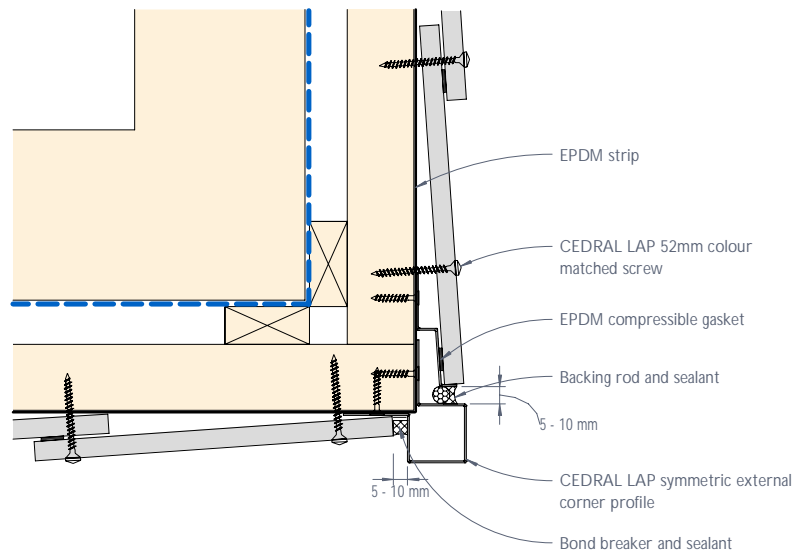 EPDM strip
CEDRAL LAP 52mm colour
matched screw
EPDM compressible gasket
Backing rod and sealant
5 - 10 mm
5 - 10 mm
CEDRAL LAP symmetric external
corner profile
Bond breaker and sealant